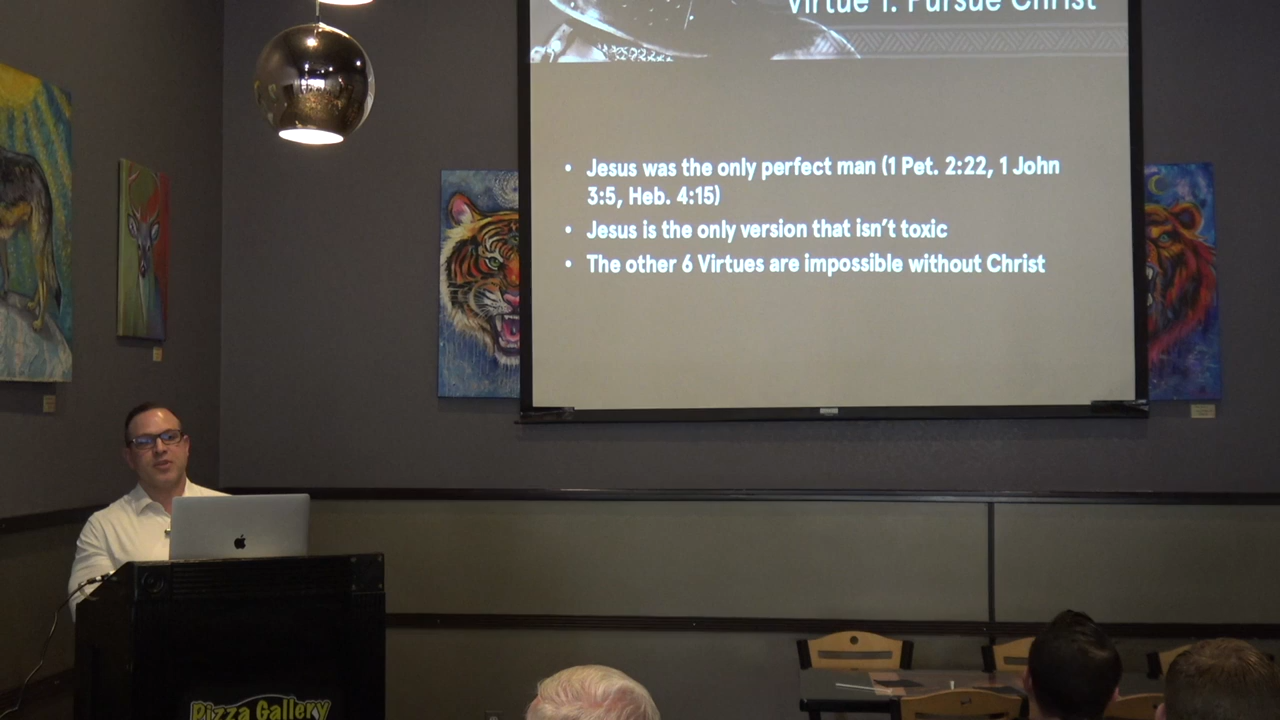 Virtue 1: Pursue Christ
• Jesus was the only perfect man (1 Pet. 2:22, 1 John
3:5, Heb. 4:15)
• Jesus is the only version that isn't toxic
• The other 6 Virtues are impossible without Christ
Pizza Gallery